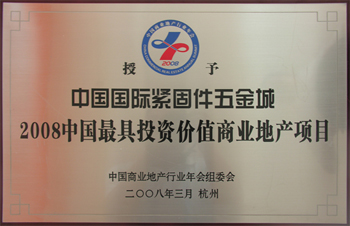 2008
授予
中国国际紧固件五金城
2008中国最具投资价值商业地产项目
中国商业地产行业年会组委会
二〇〇八年三月 杭州